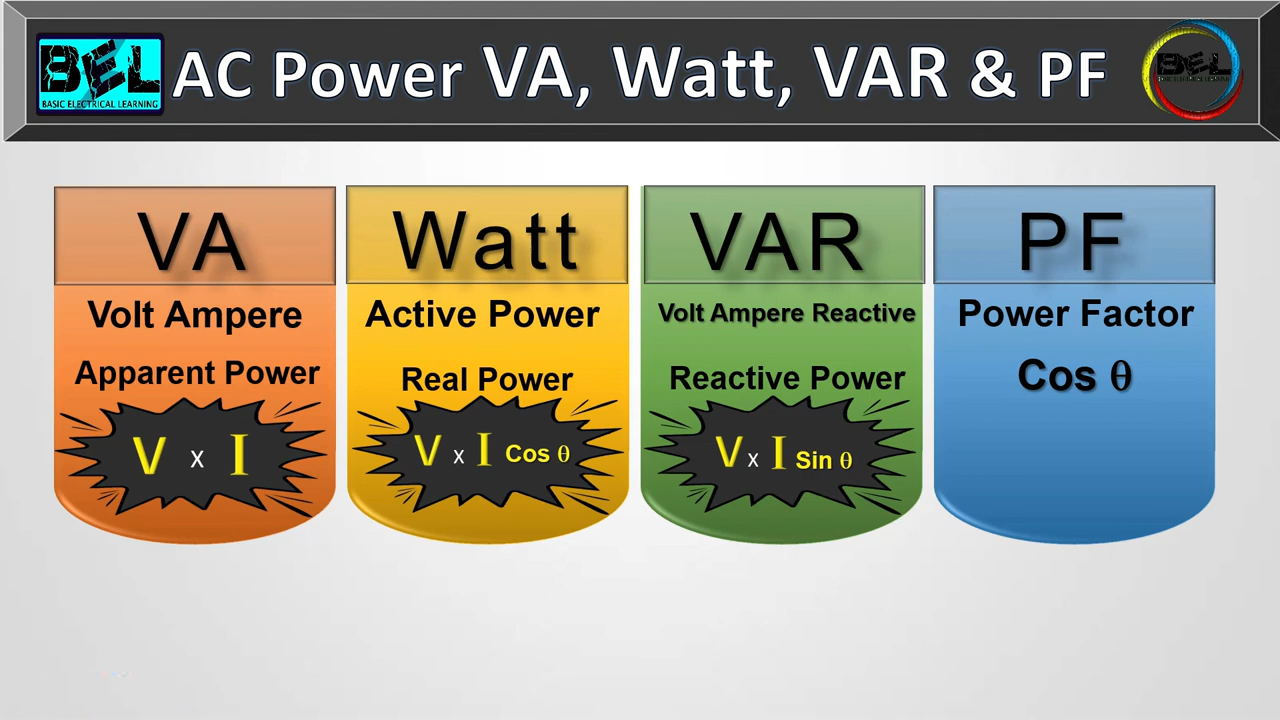 BEL
BASIC ELECTRICAL LEARNING
AC Power VA, Watt, VAR & PF
BEL
VA
Volt Ampere
Apparent Power
V x I
Watt
Active Power
Real Power
V x I Cos θ
VAR
Volt Ampere Reactive
Reactive Power
V x I Sin θ
PF
Power Factor
Cos θ